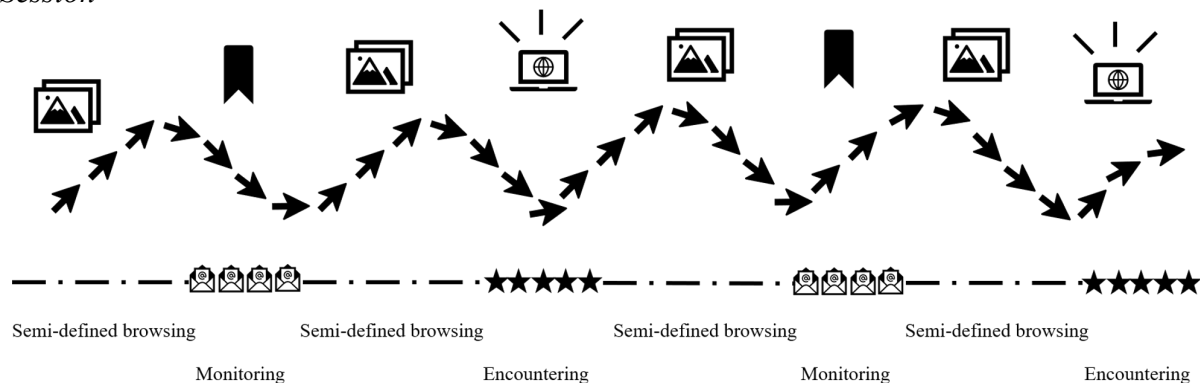 Session
Semi-defined browsing Semi-defined browsing Semi-defined browsing Semi-defined browsing
Monitoring Encountering Monitoring Encountering